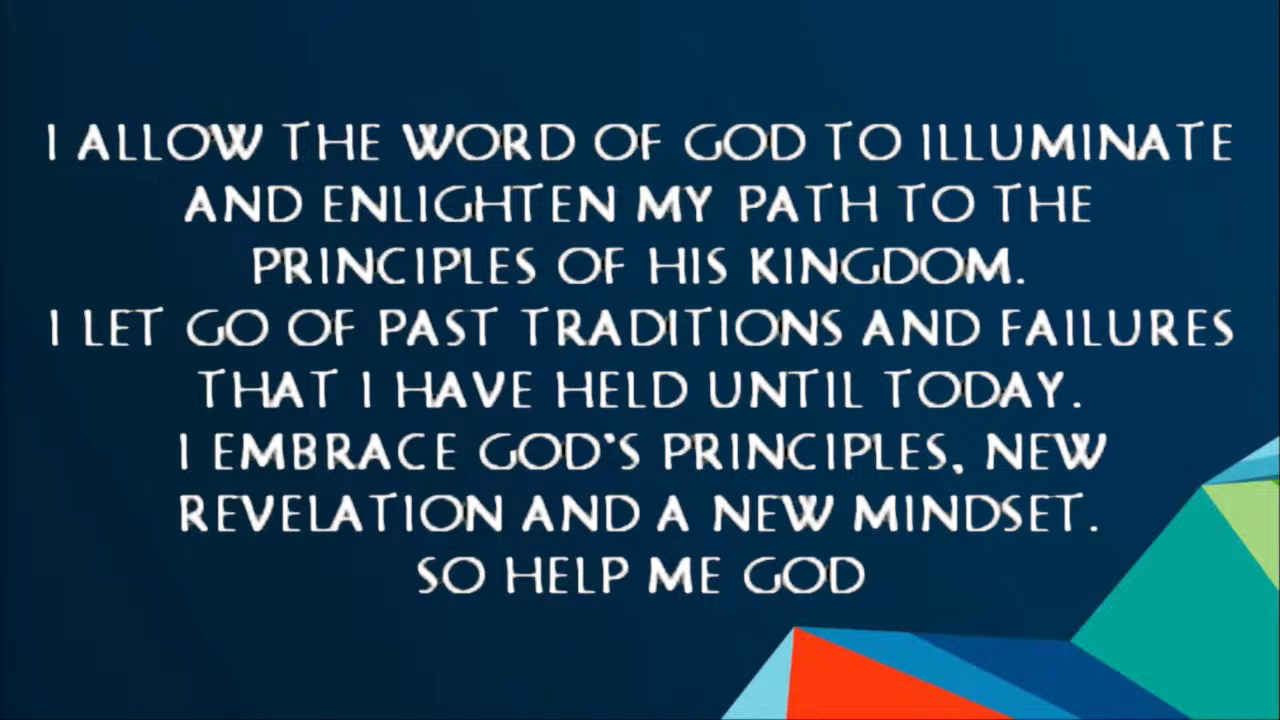 I ALLOW THE WORD OF GOD TO ILLUMINATE
AND ENLIGHTEN MY PATH TO THE
PRINCIPLES OF HIS KINGDOM.
I LET GO OF PAST TRADITIONS AND FAILURES
THAT I HAVE HELD UNTIL TODAY.
I EMBRACE GOD'S PRINCIPLES, NEW
REVELATION AND A NEW MINDSET.
SO HELP ME GOD